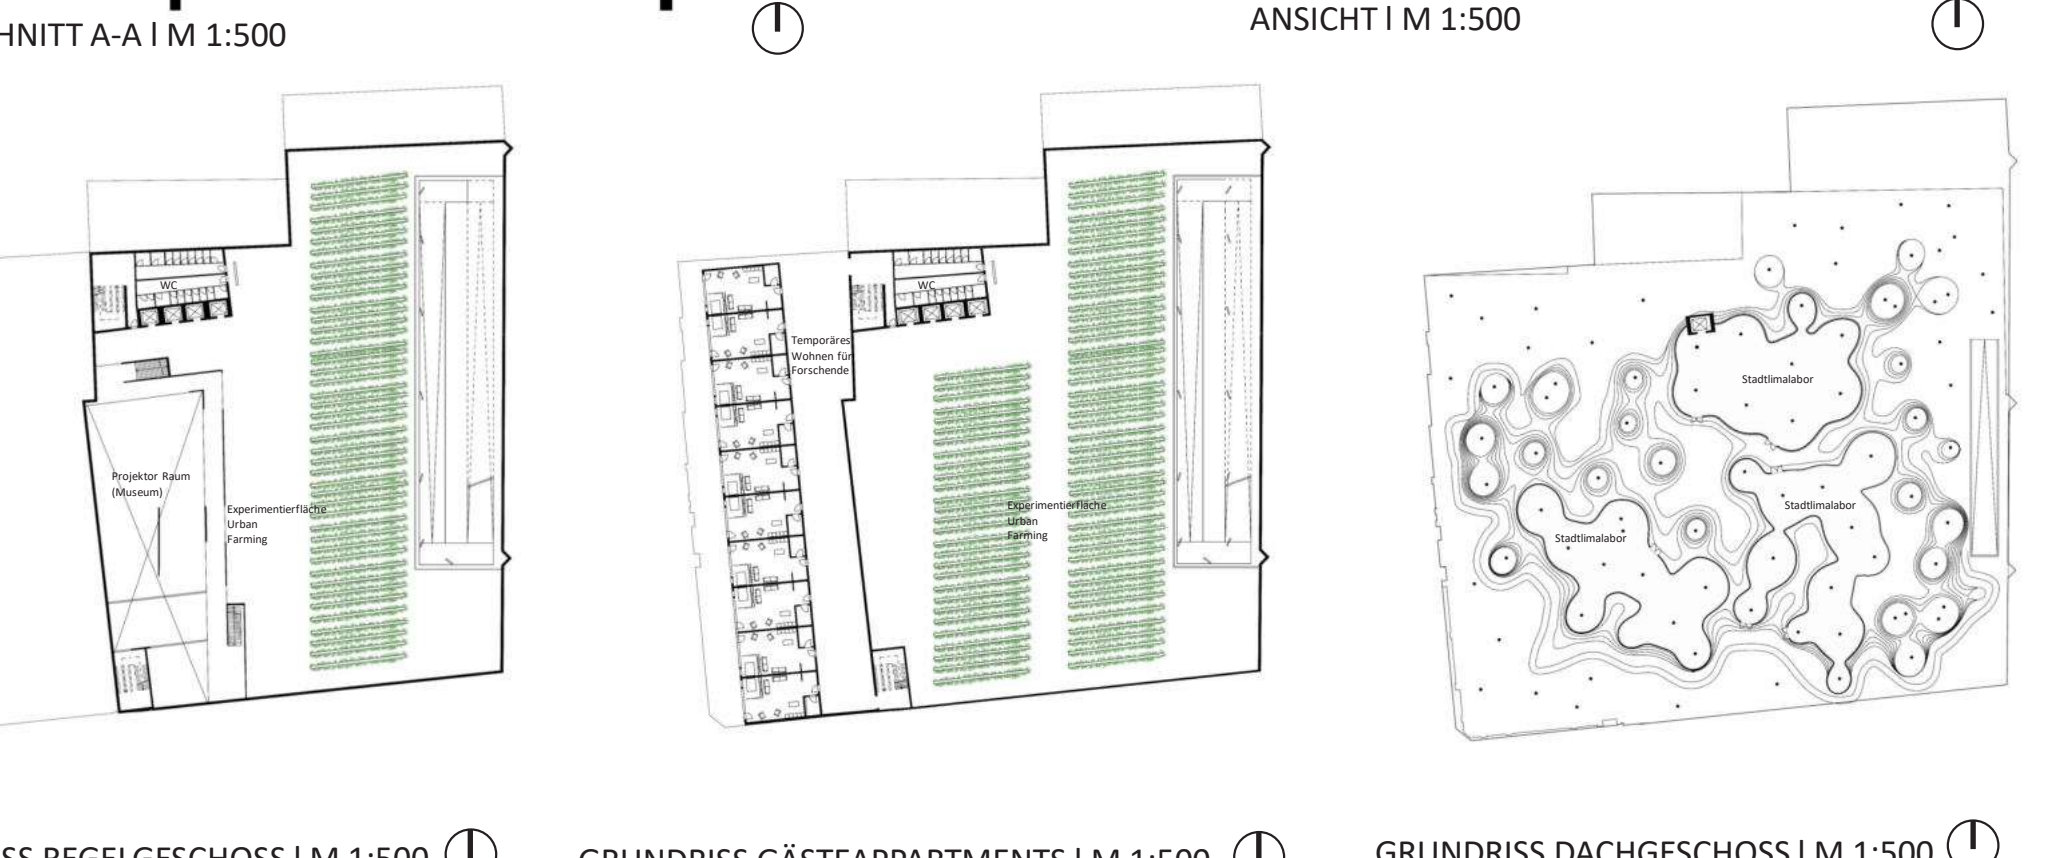 HNITT A-A l M 1:500
ANSICHT l M 1:500
WC
Projektor Raum
(Museum)
Experimentierfläche
Urban
Farming
WC
Temporäres
Wohnen für
Forschende
Experimentierfläche
Urban
Farming
Stadtlimalabor
Stadtlimalabor
Stadtlimalabor
SS REGELGESCHOSS l M 1:500
GRUNDRISS GÄSTEAPPARTMENTS l M 1:500
GRUNDRISS DACHGESCHOSS l M 1:500